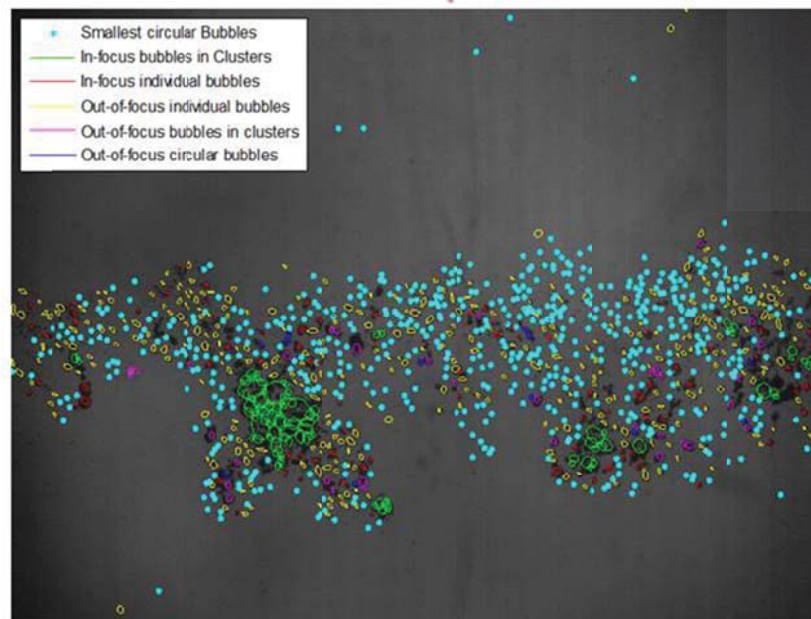 Smallest circular Bubbles
In-focus bubbles in Clusters
In-focus individual bubbles
Out-of-focus individual bubbles
Out-of-focus bubbles in clusters
Out-of-focus circular bubbles